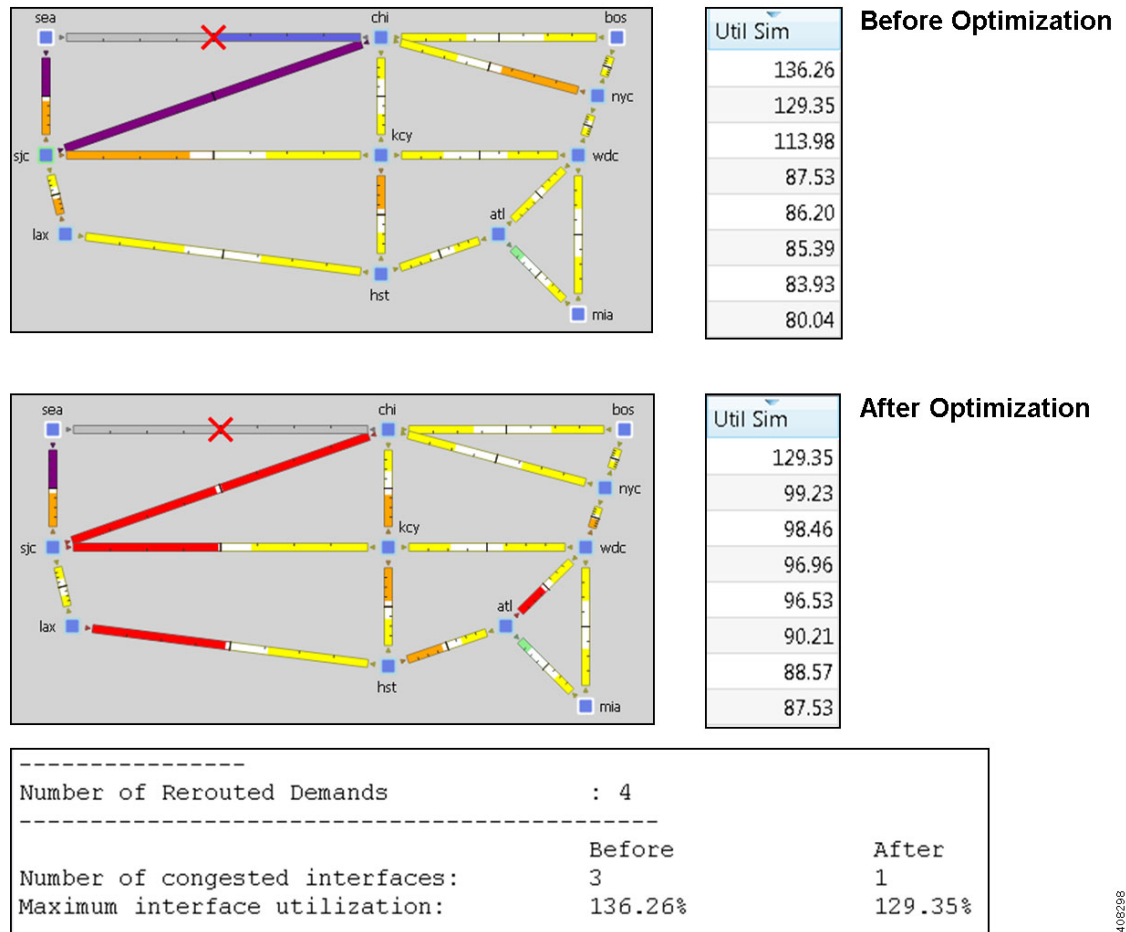 sea
chi
bos
nyc
kcy
sjc
wdc
atl
lax
hst
mia
Util Sim
136.26
129.35
113.98
87.53
86.20
85.39
83.93
80.04
Before Optimization
sea
chi
bos
nyc
kcy
sjc
wdc
atl
lax
hst
mia
Util Sim
129.35
99.23
98.46
96.96
96.53
90.21
88.57
87.53
After Optimization
-----------------
Number of Rerouted Demands : 4
-----------------------------------------------
Before After
Number of congested interfaces: 3 1
Maximum interface utilization: 136.26% 129.35%
408298